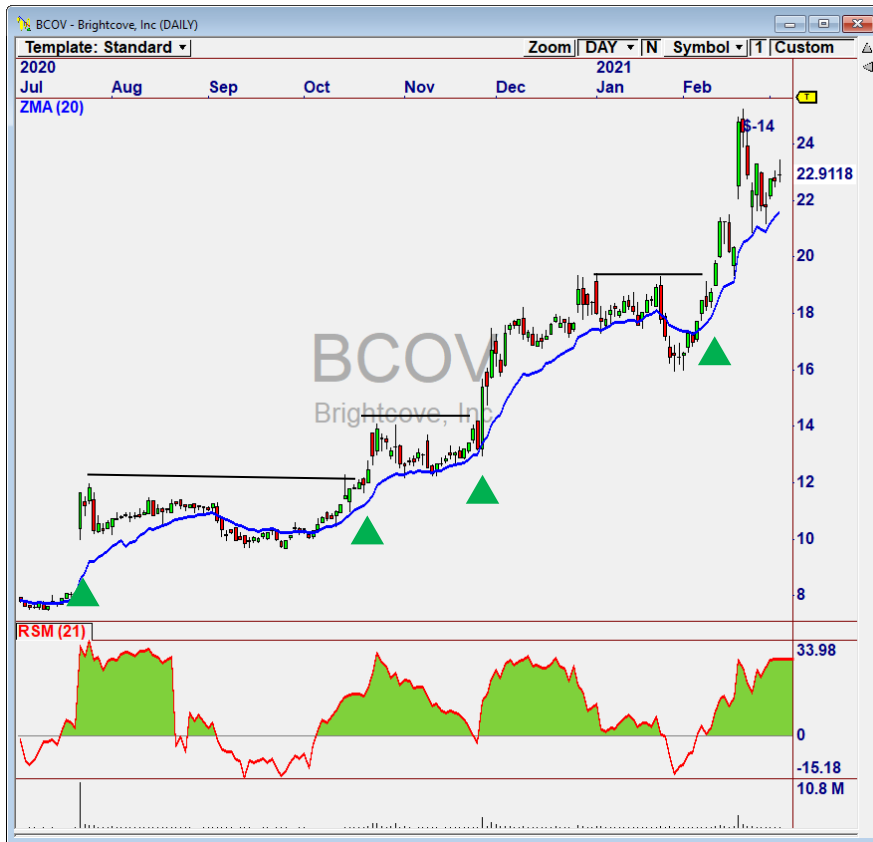 BCOV - Brightcove, Inc (DAILY)
Template: Standard Zoom DAY N Symbol 1 Custom
2020 2021
Jul Aug Sep Oct Nov Dec Jan Feb
ZMA (20)
T
$-14
24
22.9118
22
20
18
16
14
12
10
8
BCOV
Brightcove, Inc
RSM (21)
33.98
0
-15.18
10.8 M